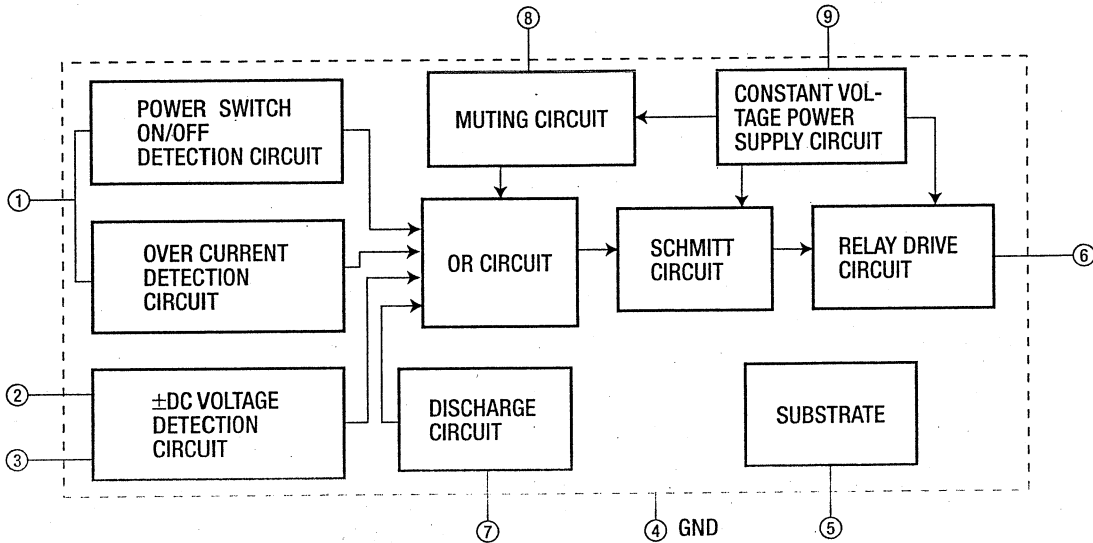 ⑧
⑨
POWER SWITCH
ON/OFF
DETECTION CIRCUIT
MUTING CIRCUIT
CONSTANT VOL-
TAGE POWER
SUPPLY CIRCUIT
①
OVER CURRENT
DETECTION
CIRCUIT
OR CIRCUIT
SCHMITT
CIRCUIT
RELAY DRIVE
CIRCUIT
⑥
②
③
±DC VOLTAGE
DETECTION
CIRCUIT
DISCHARGE
CIRCUIT
SUBSTRATE
⑦
④ GND
⑤